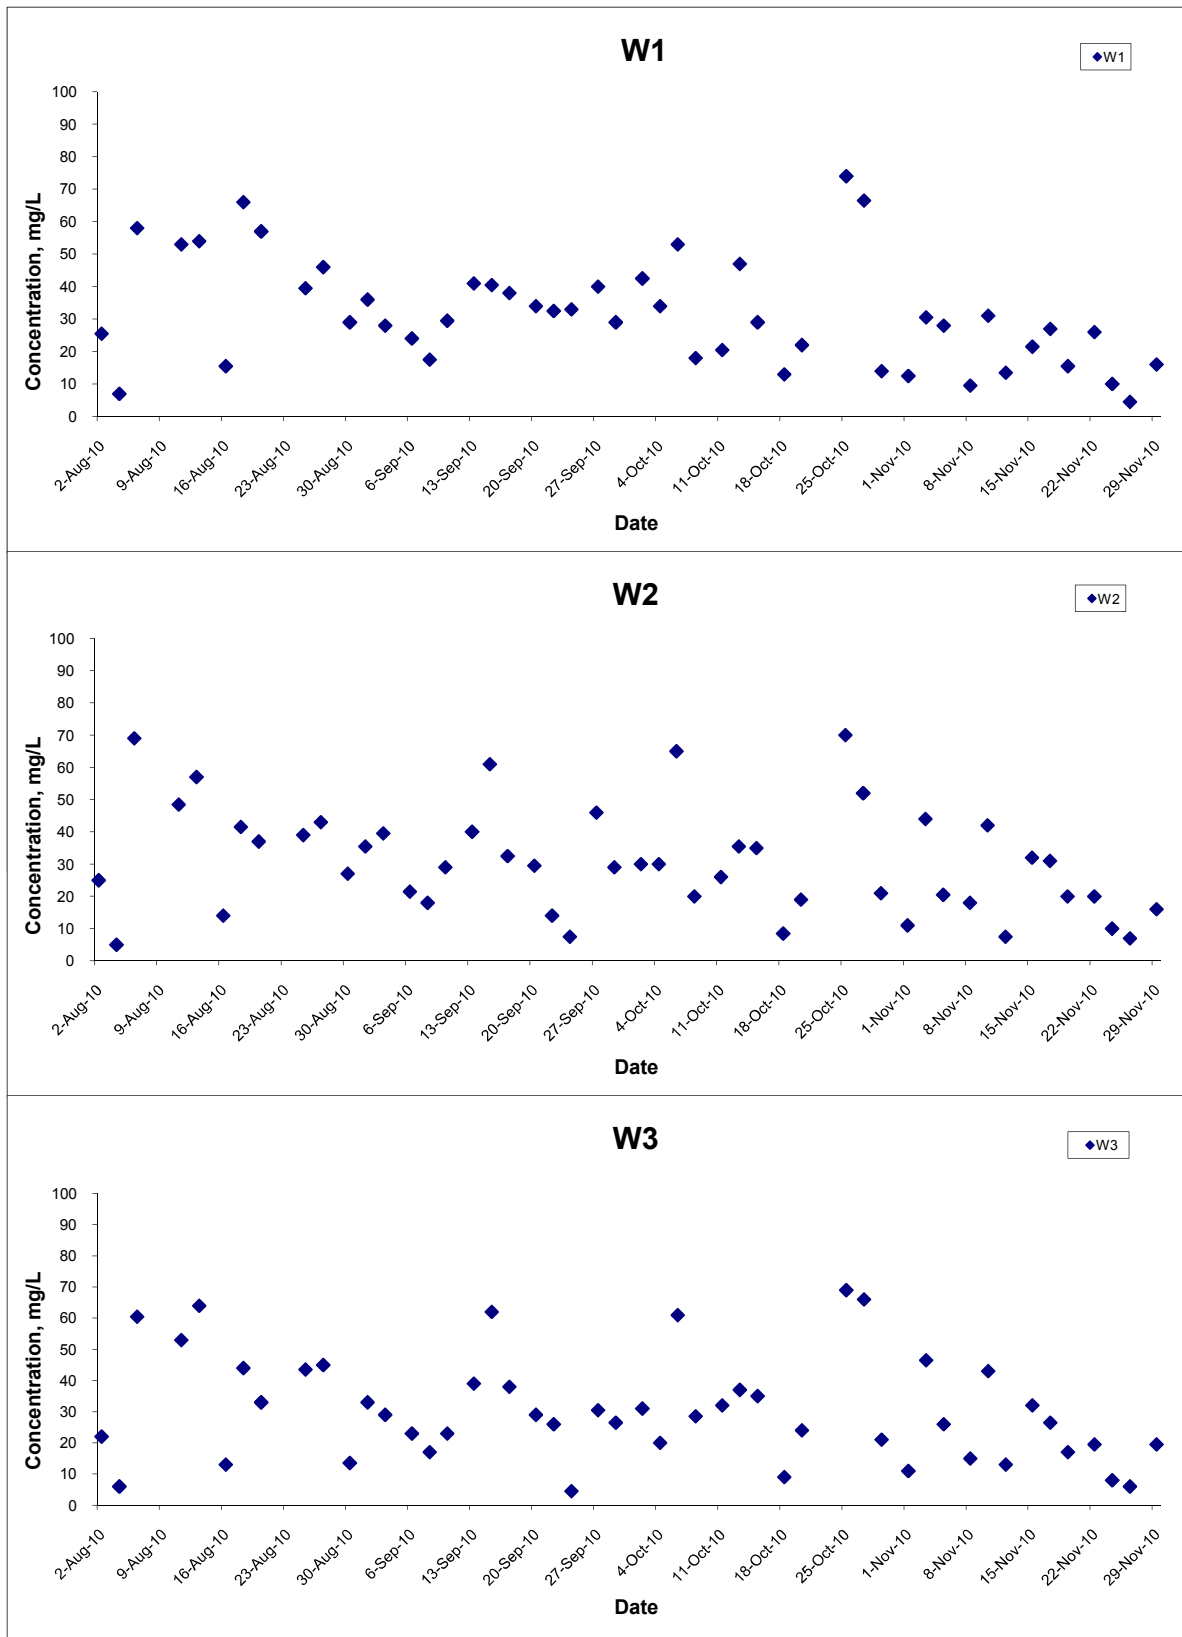 W1
W1
100
90
80
70
60
50
40
30
20
10
0
Concentration, mg/L
2-Aug-10
9-Aug-10
16-Aug-10
23-Aug-10
30-Aug-10
6-Sep-10
13-Sep-10
20-Sep-10
27-Sep-10
4-Oct-10
11-Oct-10
18-Oct-10
25-Oct-10
1-Nov-10
8-Nov-10
15-Nov-10
22-Nov-10
29-Nov-10
Date
W2
W2
100
90
80
70
60
50
40
30
20
10
0
Concentration, mg/L
2-Aug-10
9-Aug-10
16-Aug-10
23-Aug-10
30-Aug-10
6-Sep-10
13-Sep-10
20-Sep-10
27-Sep-10
4-Oct-10
11-Oct-10
18-Oct-10
25-Oct-10
1-Nov-10
8-Nov-10
15-Nov-10
22-Nov-10
29-Nov-10
Date
W3
W3
100
90
80
70
60
50
40
30
20
10
0
Concentration, mg/L
2-Aug-10
9-Aug-10
16-Aug-10
23-Aug-10
30-Aug-10
6-Sep-10
13-Sep-10
20-Sep-10
27-Sep-10
4-Oct-10
11-Oct-10
18-Oct-10
25-Oct-10
1-Nov-10
8-Nov-10
15-Nov-10
22-Nov-10
29-Nov-10
Date